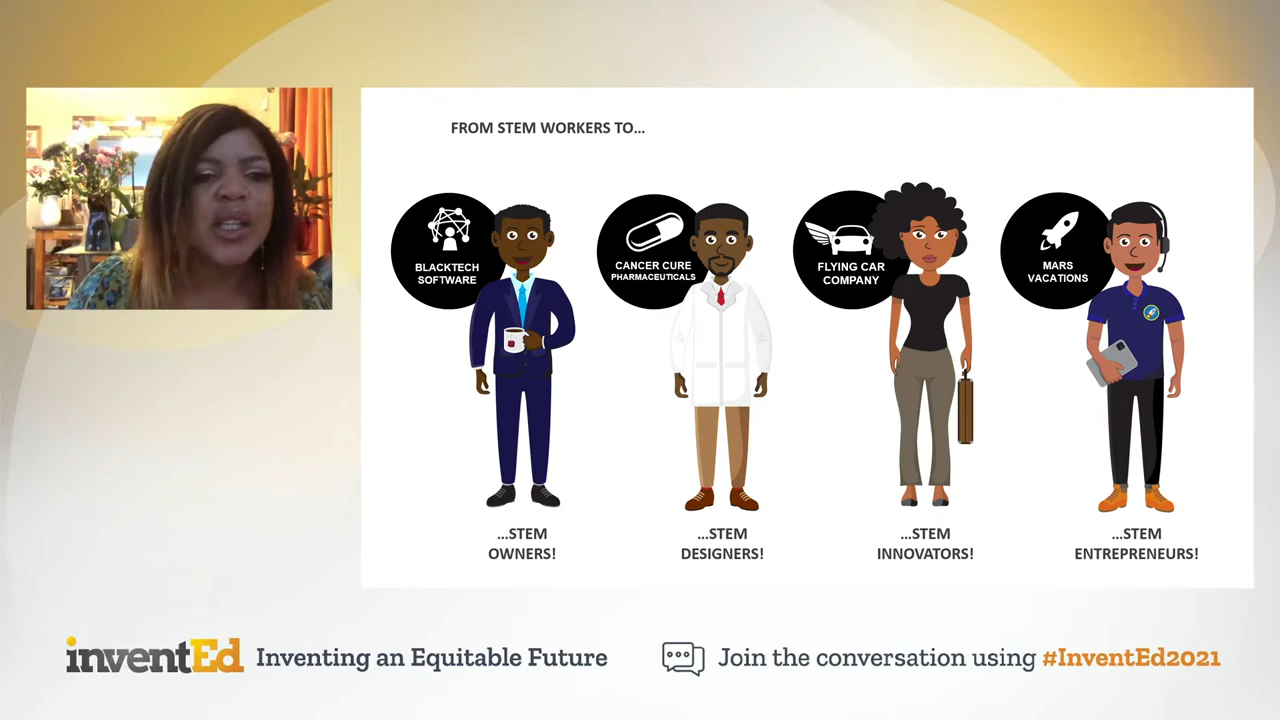 FROM STEM WORKERS TO...
BLACKTECH
SOFTWARE
CANCER CURE
PHARMACEUTICALS
FLYING CAR
COMPANY
MARS
VACATIONS
...STEM
OWNERS!
...STEM
DESIGNERS!
...STEM
INNOVATORS!
...STEM
ENTREPRENEURS!
inventEd Inventing an Equitable Future
Join the conversation using #InventEd2021